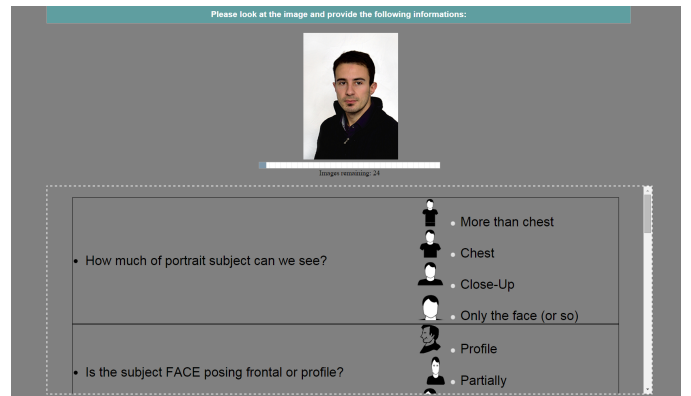 Please look at the image and provide the following informations:
Images remaining: 24
How much of portrait subject can we see?
More than chest
Chest
Close-Up
Only the face (or so)
Is the subject FACE posing frontal or profile?
Profile
Partially